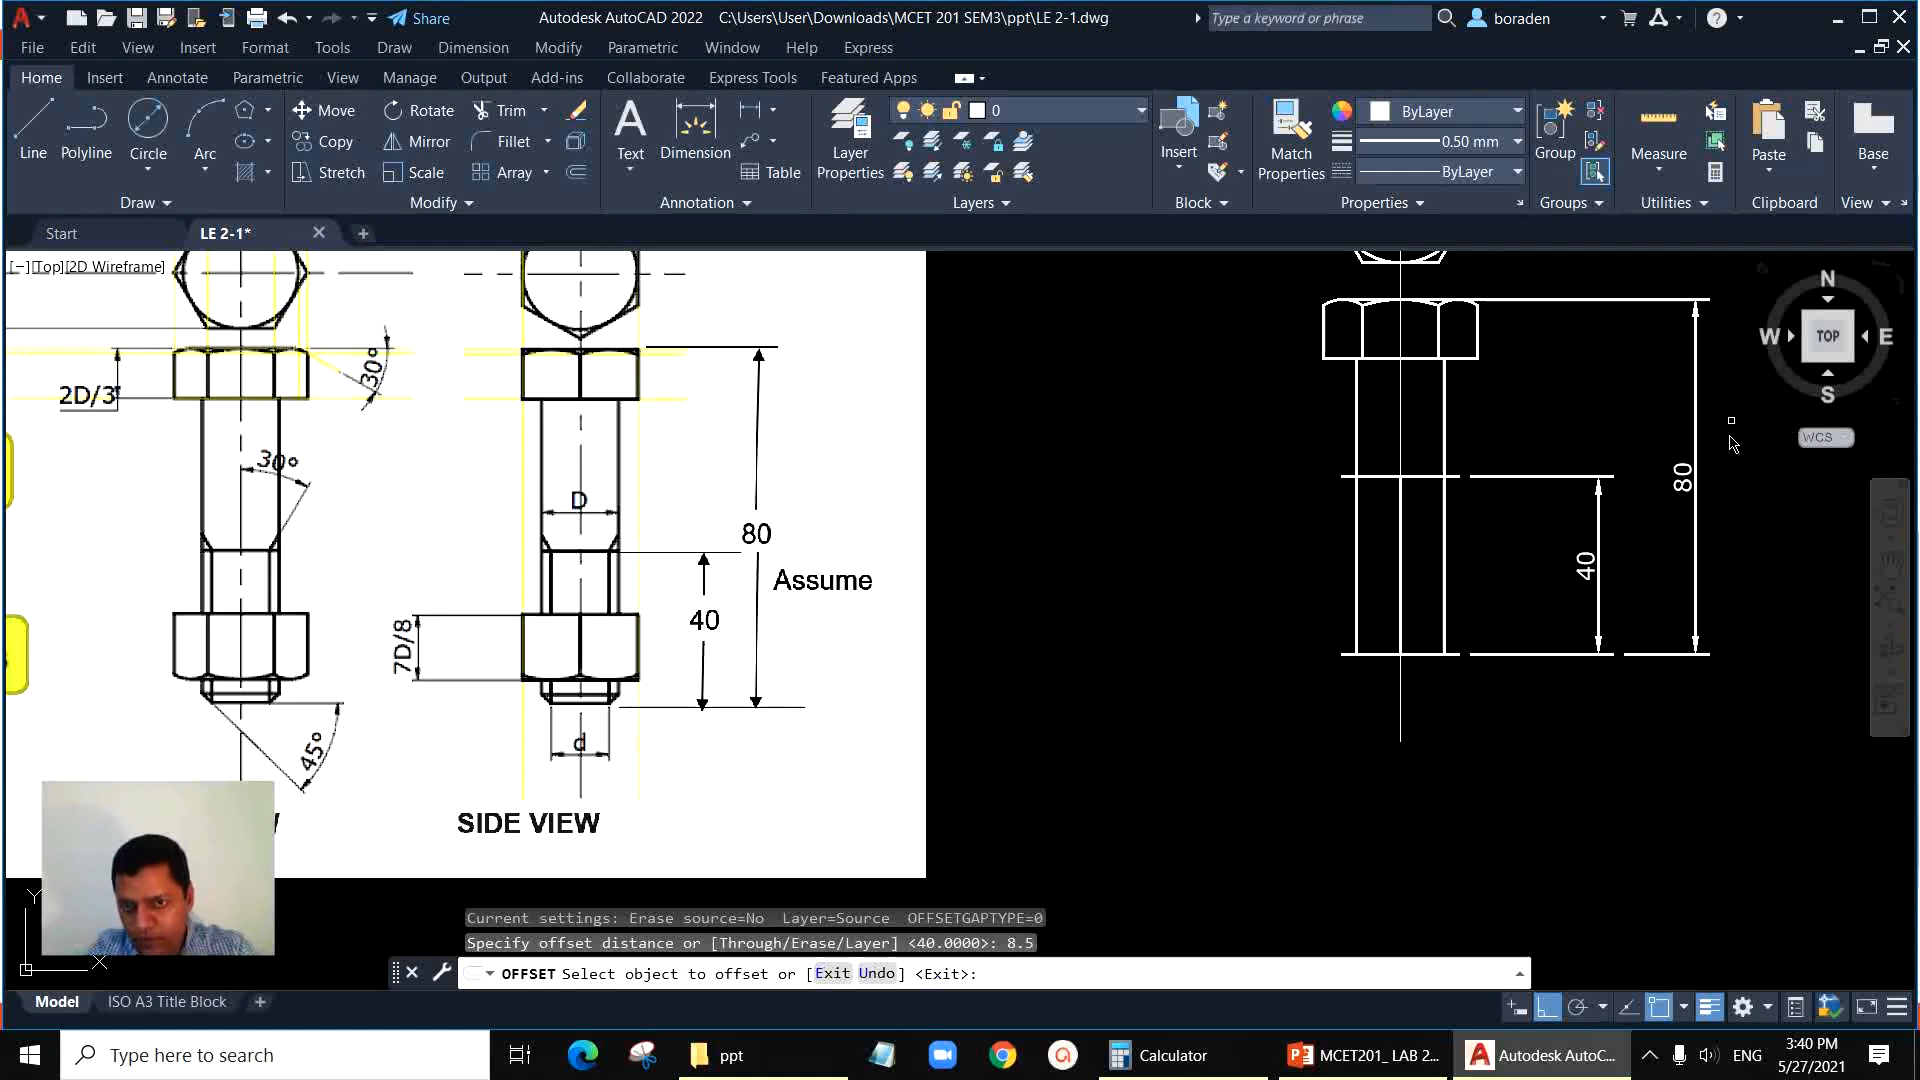 Share
Autodesk AutoCAD 2022 C:\Users\User\Downloads\MCET 201 SEM3\ppt\LE 2-1.dwg
Type a keyword or phrase
boraden
File Edit View Insert Format Tools Draw Dimension Modify Parametric Window Help Express
Home Insert Annotate Parametric View Manage Output Add-ins Collaborate Express Tools Featured Apps
Move Rotate Trim
0
ByLayer
Line Polyline Circle Arc
Copy Mirror Fillet
Text Dimension
Layer Properties
Insert
Match Properties
0.50 mm
Group Measure Paste Base
Stretch Scale Array
Table
ByLayer
Draw Modify Annotation Layers Block Properties Groups Utilities Clipboard View
Start LE 2-1*
[−][Top][2D Wireframe]
N
W TOP E
S
WCS
2D/3
30°
30°
D
80
Assume
40
7D/8
45°
d
SIDE VIEW
80
40
Y
X
Current settings: Erase source=No Layer=Source OFFSETGAPTYPE=0
Specify offset distance or [Through/Erase/Layer] <40.0000>: 8.5
OFFSET Select object to offset or [Exit Undo] <Exit>:
Model ISO A3 Title Block
Type here to search
ppt
Calculator
MCET201_ LAB 2...
Autodesk AutoC...
ENG
3:40 PM
5/27/2021